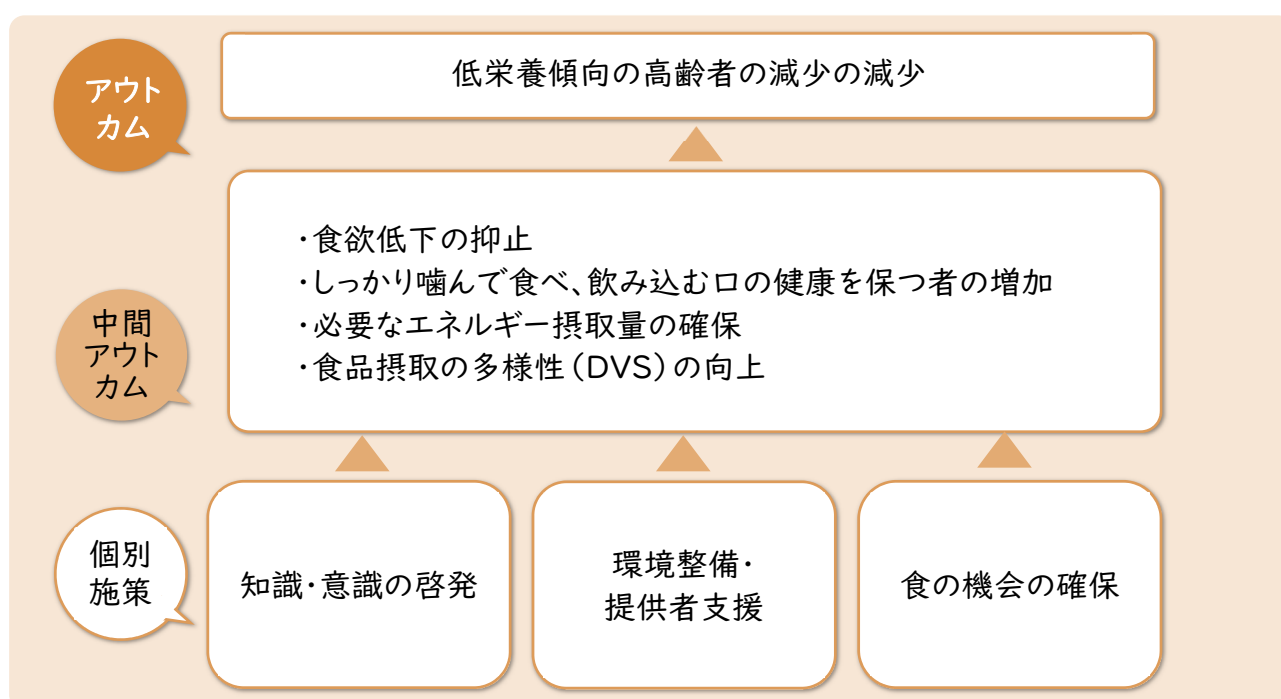 アウト
カム
低栄養傾向の高齢者の減少の減少
中間
アウト
カム
・食欲低下の抑止
・しっかり噛んで食べ、飲み込む口の健康を保つ者の増加
・必要なエネルギー摂取量の確保
・食品摂取の多様性（DVS）の向上
個別
施策
知識・意識の啓発
環境整備・
提供者支援
食の機会の確保